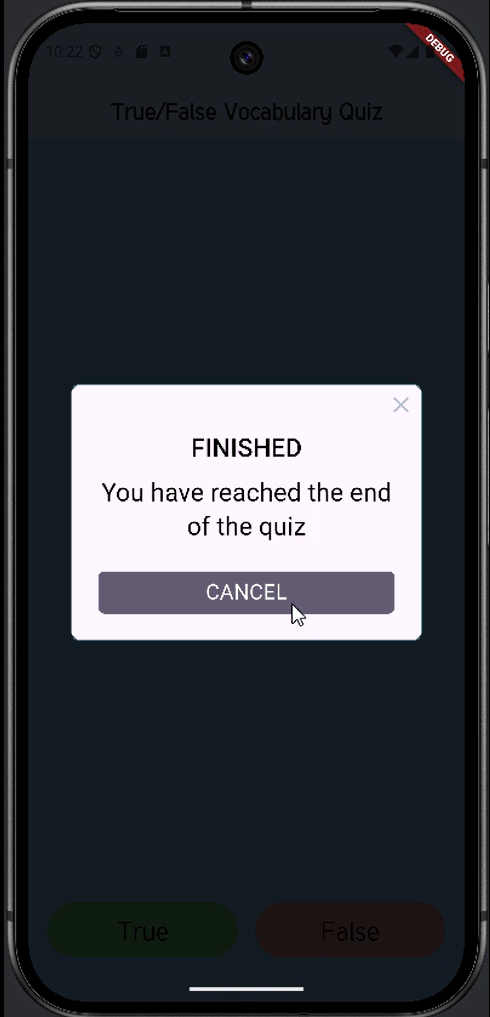 10:22
DEBUG
True/False Vocabulary Quiz
FINISHED
You have reached the end
of the quiz
CANCEL
True
False